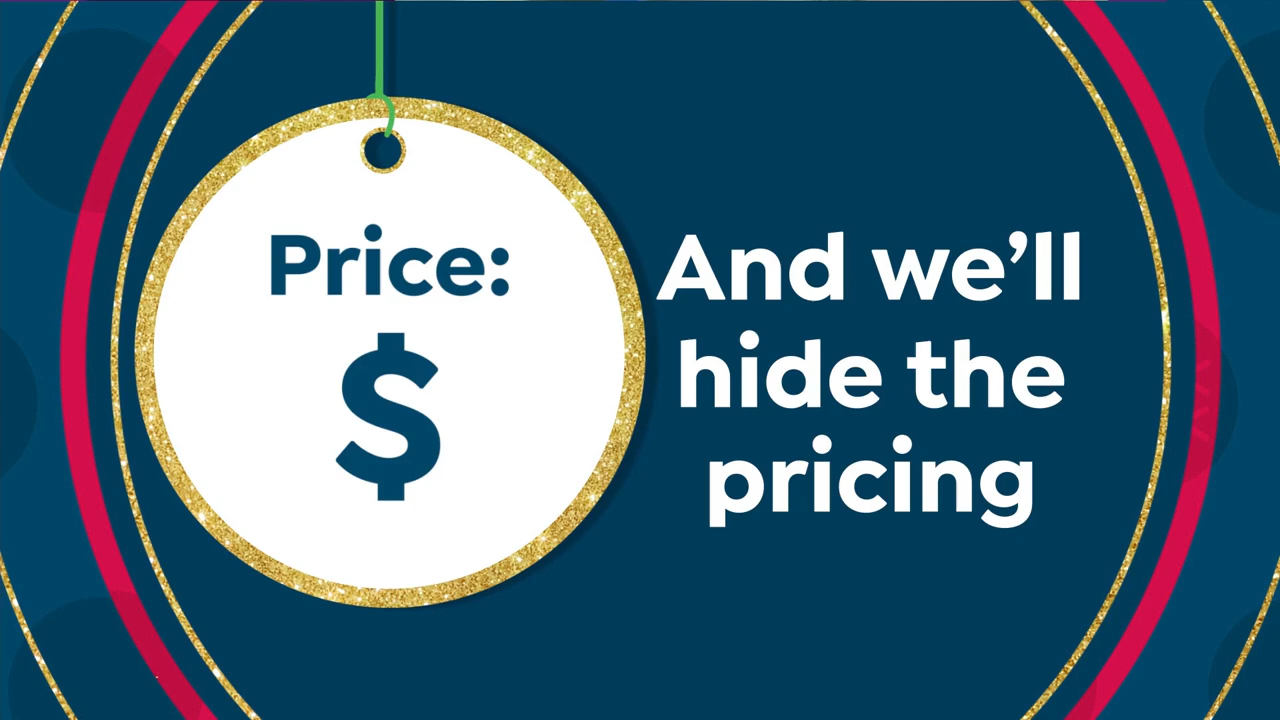 Price:
$
And we'll
hide the
pricing